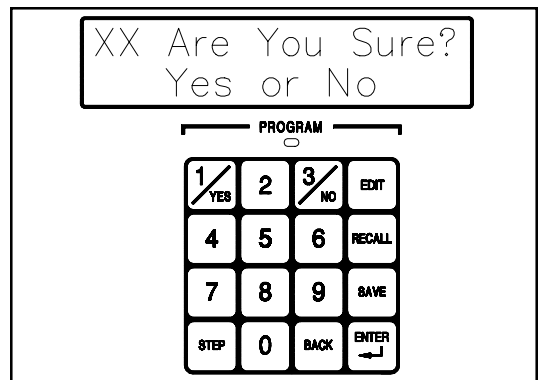 XX Are You Sure?
Yes or No
PROGRAM
1/YES 2 3/NO EDIT
4 5 6 RECALL
7 8 9 SAVE
STEP 0 BACK ENTER